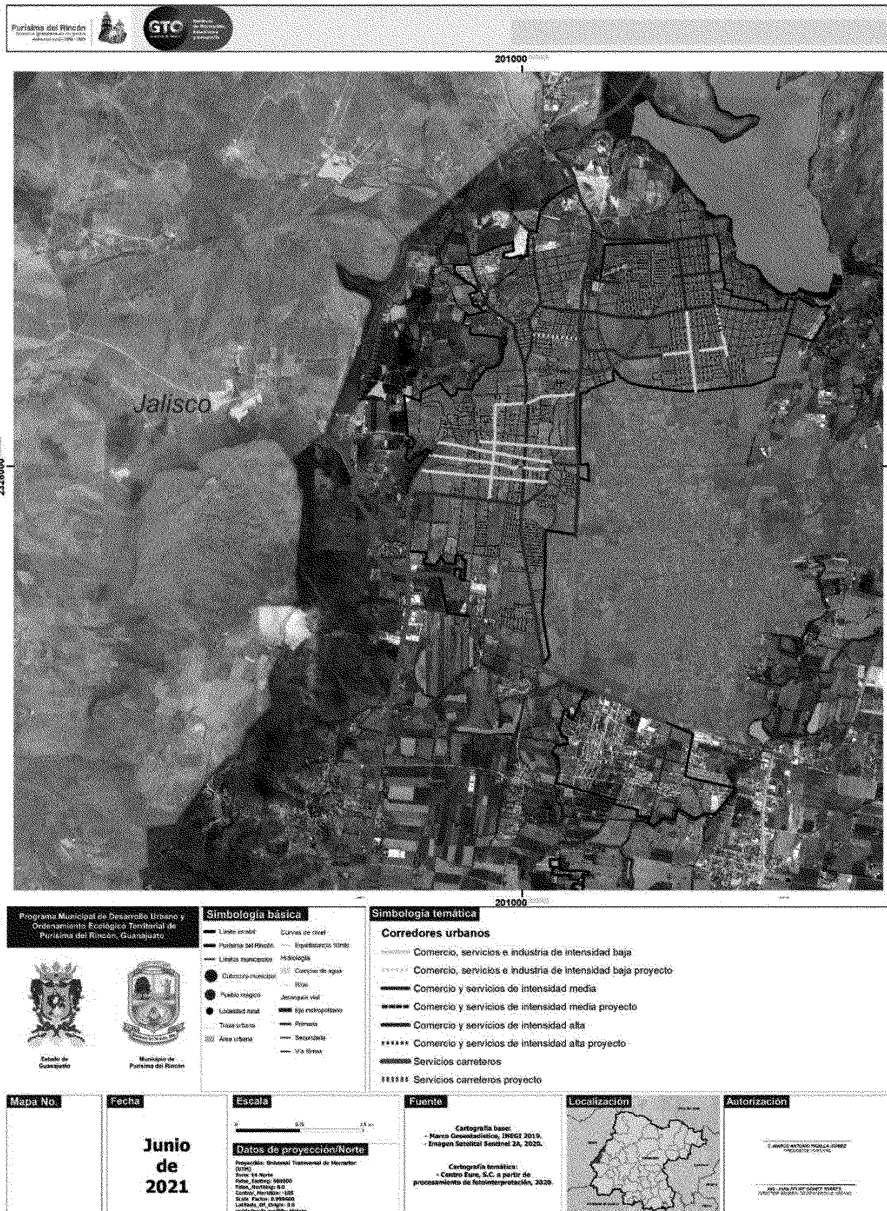 Purísima del Rincón
GTO
201000
Jalisco
2328000
201000
Programa Municipal de Desarrollo Urbano y
Ordenamiento Ecológico Territorial de
Purísima del Rincón, Guanajuato
Estado de
Guanajuato
Municipio de
Purísima del Rincón
Simbología básica
Límite estatal
Purísima del Rincón
Límites municipales
Cabecera municipal
Pueblo mágico
Localidad rural
Traza urbana
Área urbana
Curvas de nivel
Hidrología
Cuerpos de agua
Ríos
Jerarquía vial
Eje metropolitano
Primaria
Secundaria
Vía férrea
Simbología temática
Corredores urbanos
Comercio, servicios e industria de intensidad baja
Comercio, servicios e industria de intensidad baja proyecto
Comercio y servicios de intensidad media
Comercio y servicios de intensidad media proyecto
Comercio y servicios de intensidad alta
Comercio y servicios de intensidad alta proyecto
Servicios carreteros
Servicios carreteros proyecto
Mapa No.
Fecha
Junio
de
2021
Escala
Datos de proyección/Norte
Proyección: Universal Transversal de Mercator
(UTM)
Fuente
Cartografía base:
- Marco Geoestadístico, INEGI 2019.
- Imagen Satelital Sentinel 2A, 2020.
Cartografía temática:
- Centro Eure, S.C. a partir de
procesamiento de fotointerpretación, 2020.
Localización
Autorización